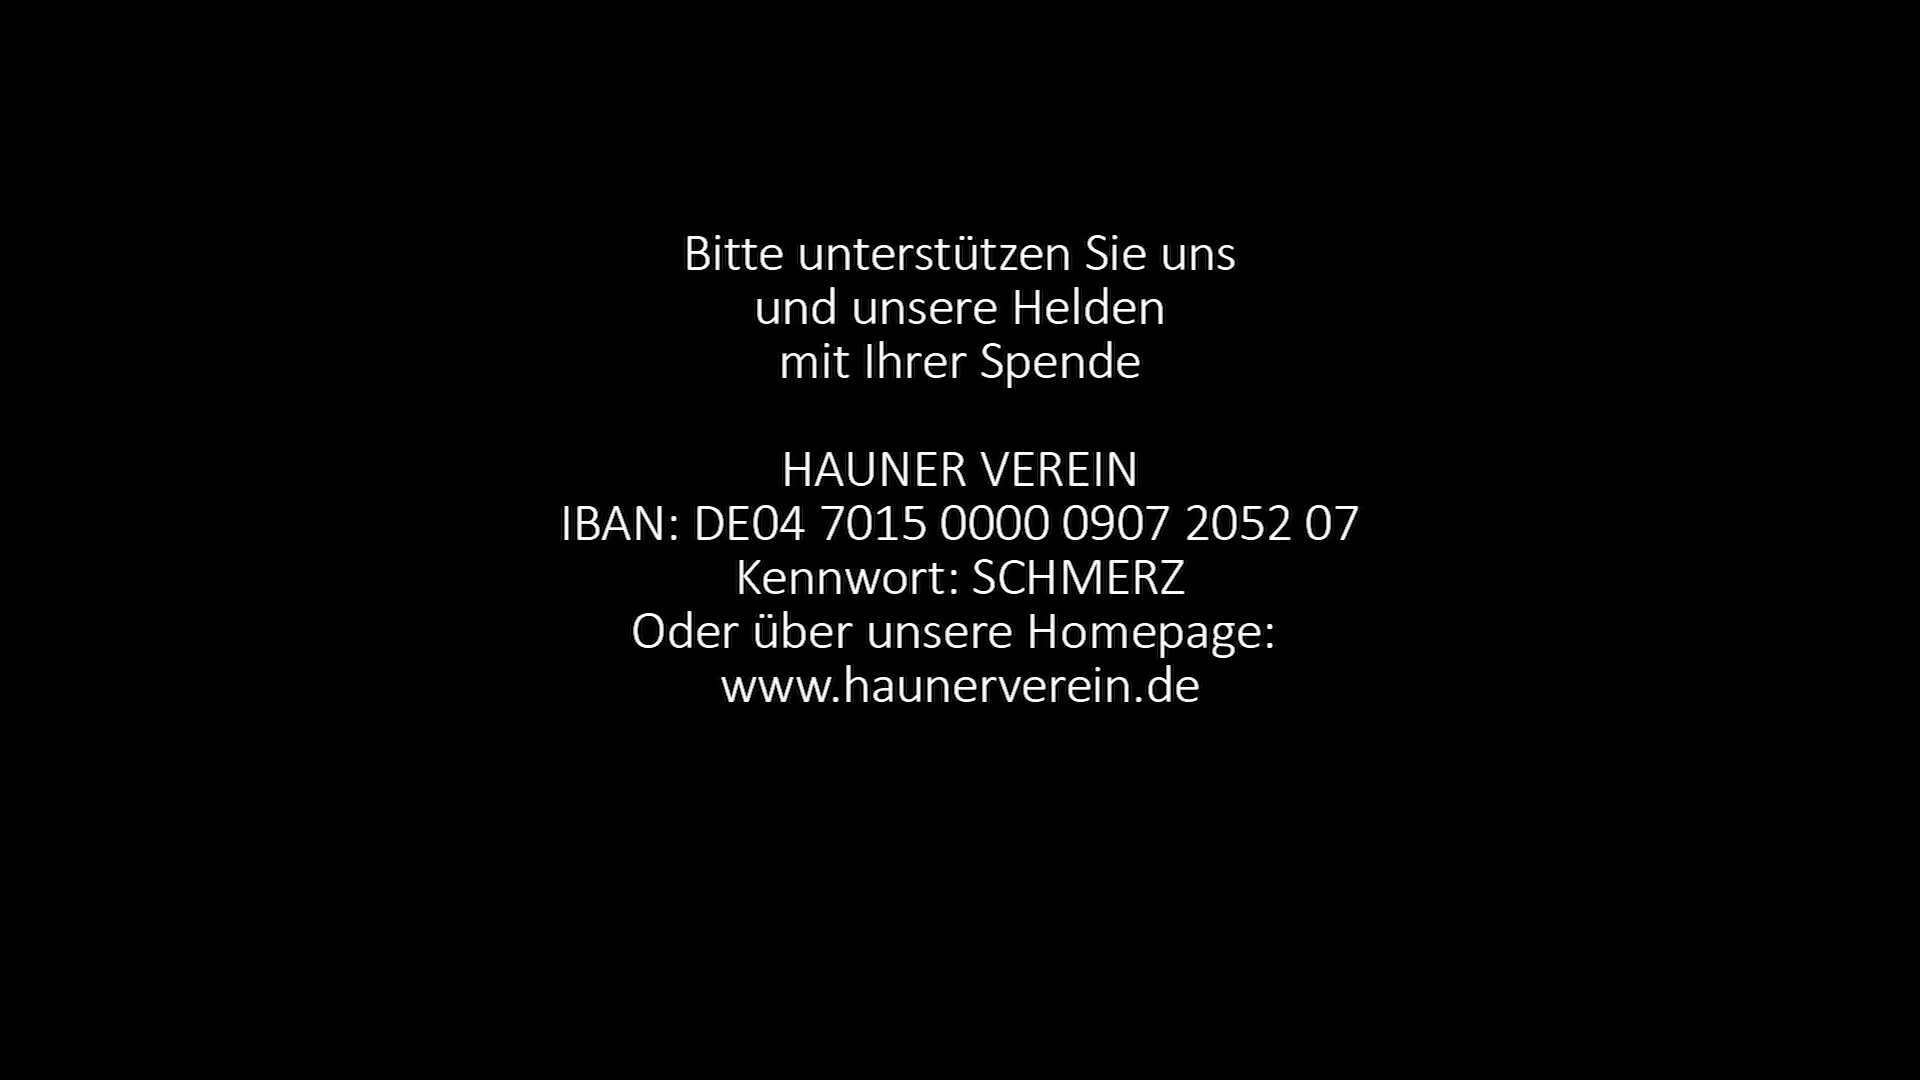 Bitte unterstützen Sie uns
und unsere Helden
mit Ihrer Spende
HAUNER VEREIN
IBAN: DE04 7015 0000 0907 2052 07
Kennwort: SCHMERZ
Oder über unsere Homepage:
www.haunerverein.de